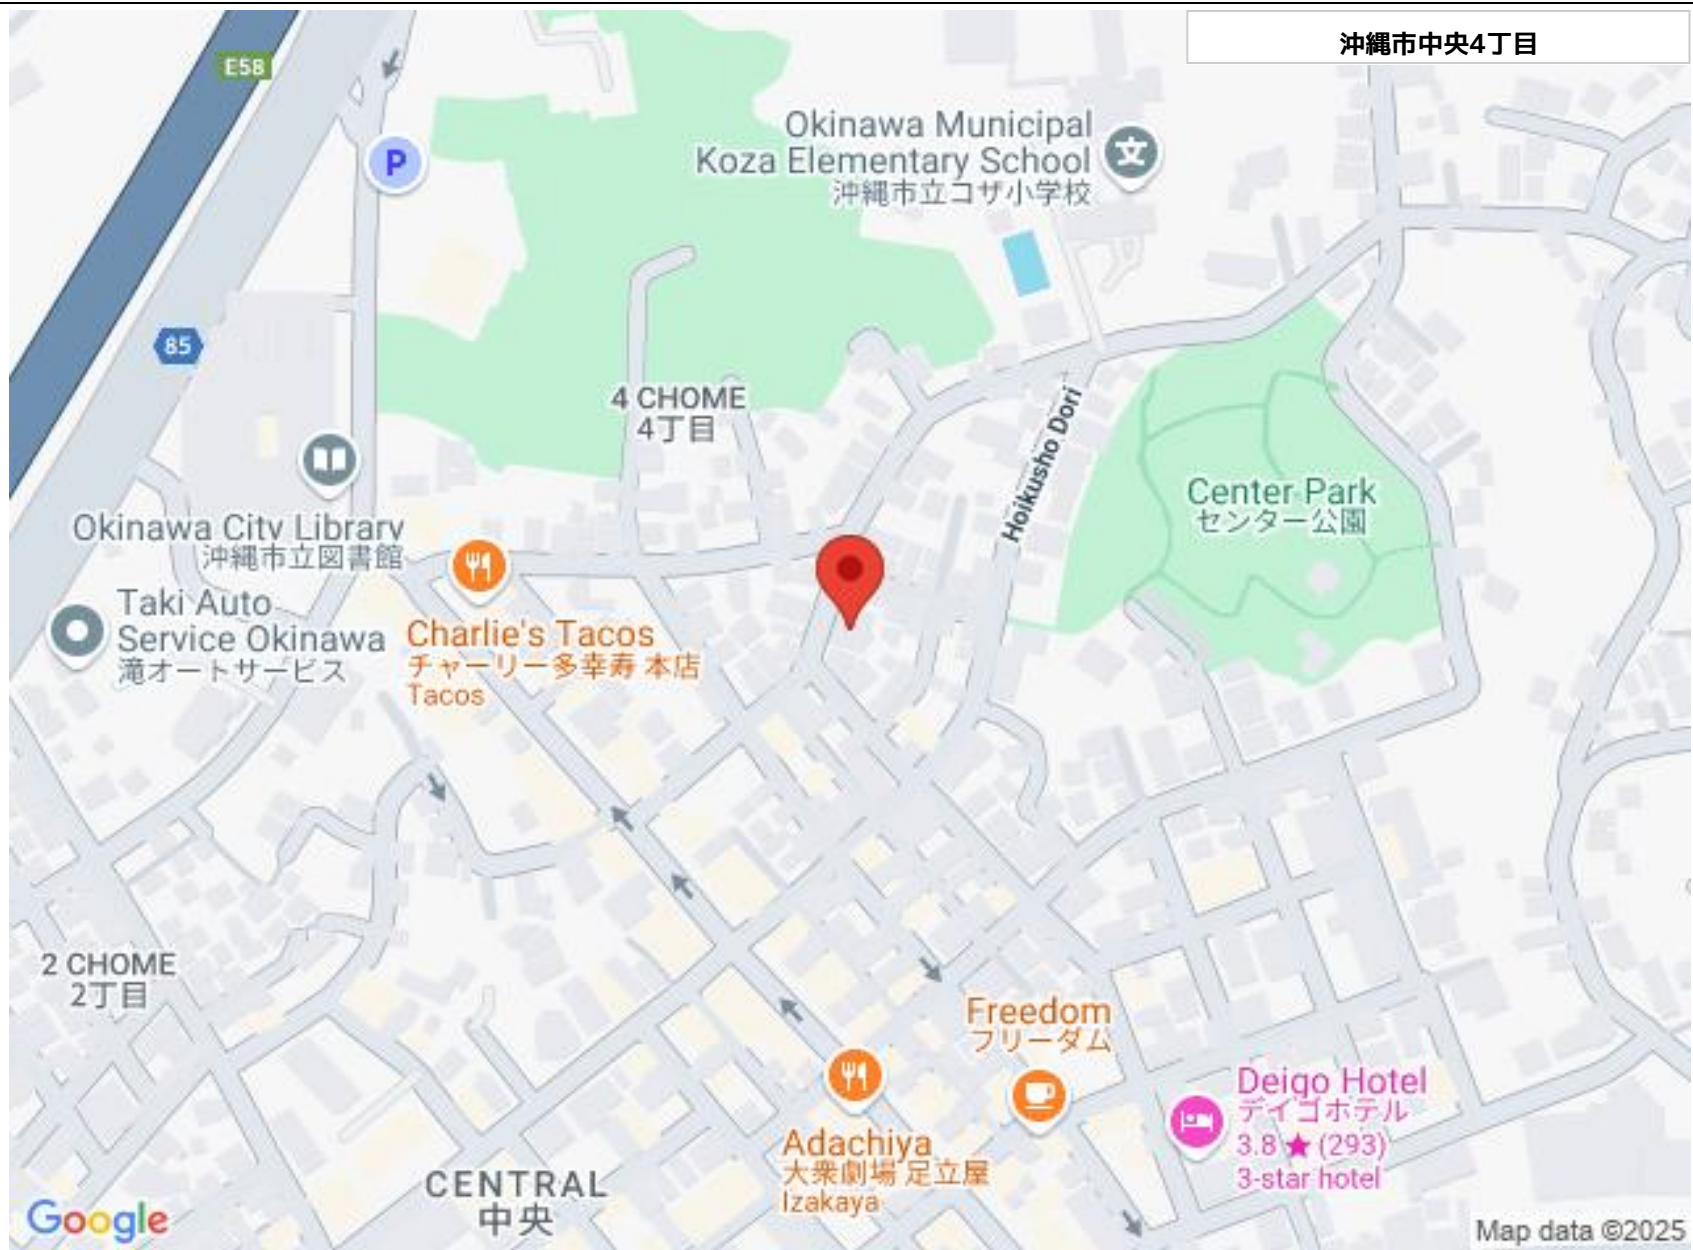 沖縄市中央4丁目
E58
P
Okinawa Municipal
Koza Elementary School
沖縄市立コザ小学校
文
85
4 CHOME
4丁目
Hoikusho Dori
Center Park
センター公園
Okinawa City Library
沖縄市立図書館
Taki Auto
Service Okinawa
滝オートサービス
Charlie's Tacos
チャーリー多幸寿 本店
Tacos
2 CHOME
2丁目
Freedom
フリーダム
Deigo Hotel
デイゴホテル
3.8 ★ (293)
3-star hotel
Adachiya
大衆劇場 足立屋
Izakaya
CENTRAL
中央
Google
Map data ©2025